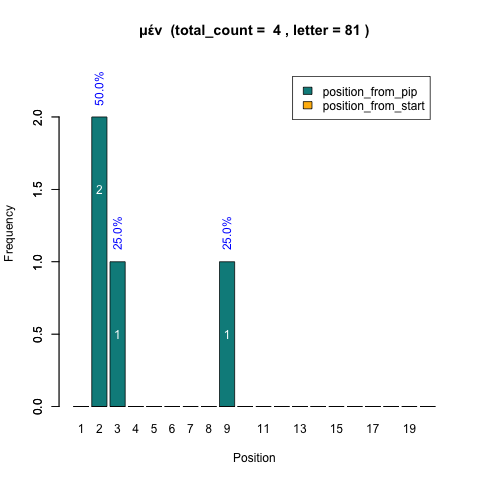 μέν (total_count = 4 , letter = 81 )
position_from_pip
position_from_start
50.0%
25.0%
25.0%
2
1
1
Frequency
0.0
0.5
1.0
1.5
2.0
1 2 3 4 5 6 7 8 9 11 13 15 17 19
Position